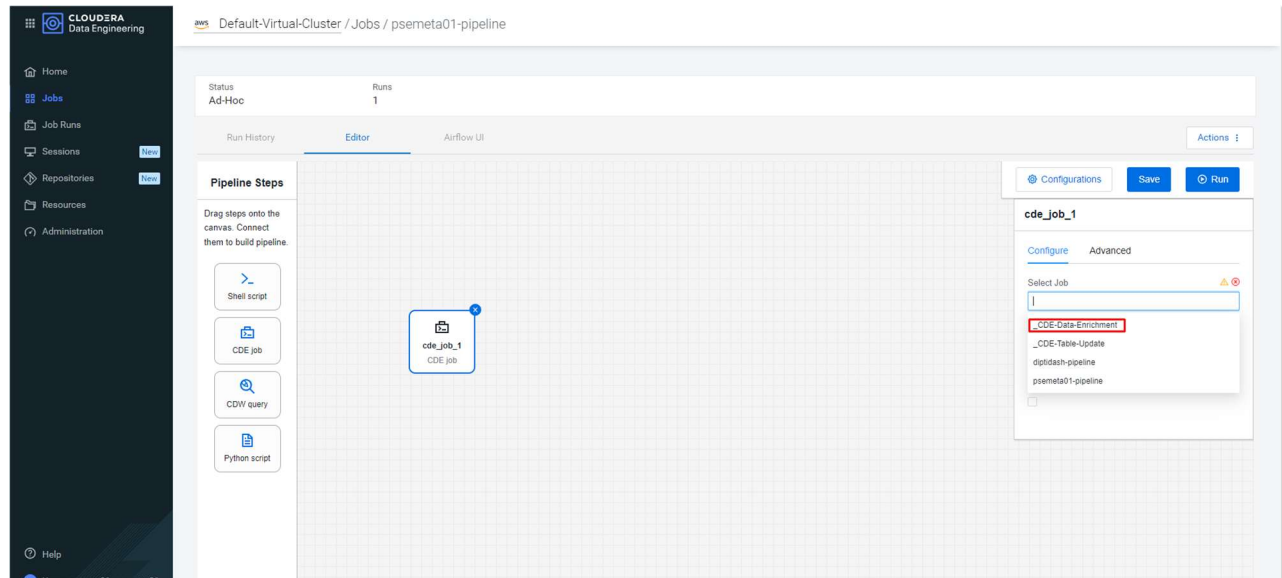 CLOUDERA
Data Engineering
Home
Jobs
Job Runs
Sessions New
Repositories New
Resources
Administration
Help
aws Default-Virtual-Cluster / Jobs / psemeta01-pipeline
Status Runs
Ad-Hoc 1
Run History Editor Airflow UI Actions
Pipeline Steps
Drag steps onto the
canvas. Connect
them to build pipeline.
Shell script
CDE job
CDW query
Python script
cde_job_1
CDE job
Configurations Save Run
cde_job_1
Configure Advanced
Select Job
_CDE-Data-Enrichment
_CDE-Table-Update
diptidash-pipeline
psemeta01-pipeline